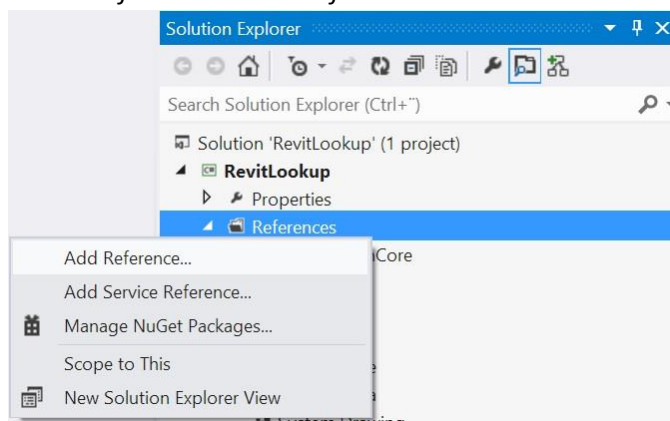 Solution Explorer
Search Solution Explorer (Ctrl+¨)
Solution 'RevitLookup' (1 project)
C# RevitLookup
Properties
References
Add Reference...
iCore
Add Service Reference...
Manage NuGet Packages...
Scope to This
New Solution Explorer View